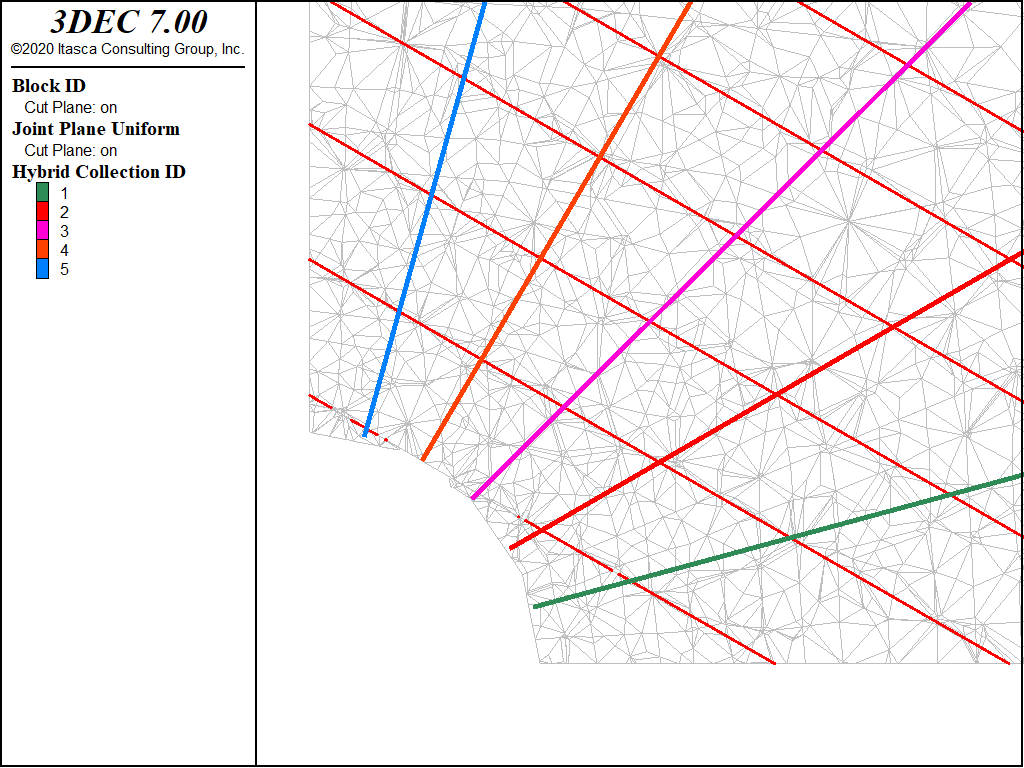 3DEC 7.00
©2020 Itasca Consulting Group, Inc.
Block ID
Cut Plane: on
Joint Plane Uniform
Cut Plane: on
Hybrid Collection ID
1
2
3
4
5